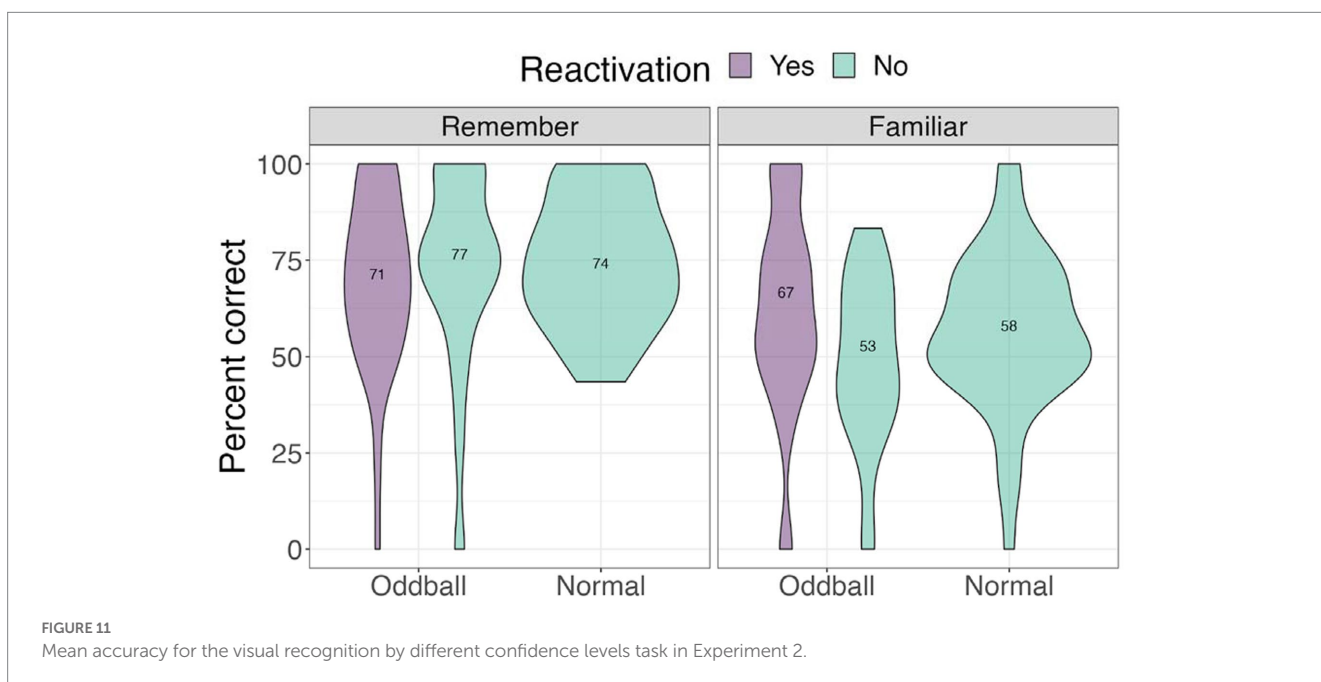 Reactivation Yes No
Remember Familiar
Percent correct
100
75
50
25
0
71
77
74
67
53
58
Oddball Normal Oddball Normal
FIGURE 11
Mean accuracy for the visual recognition by different confidence levels task in Experiment 2.